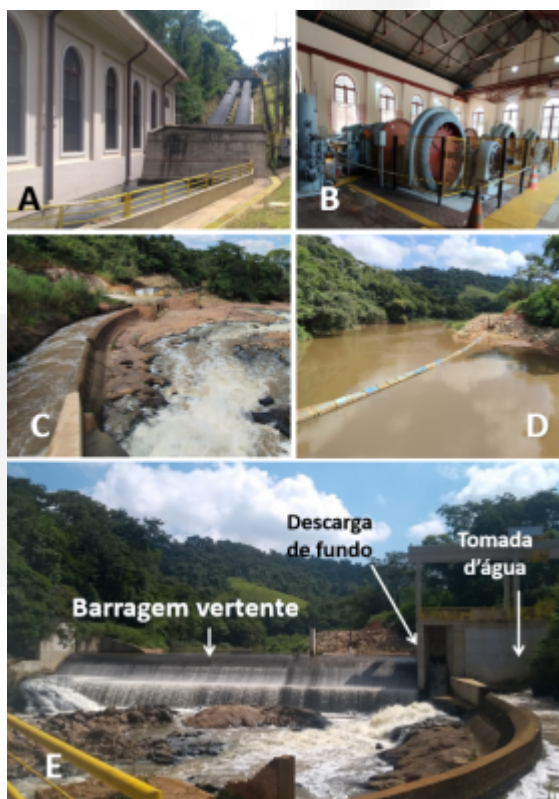 A
B
C
D
Descarga
de fundo
Tomada
d'água
Barragem vertente
E